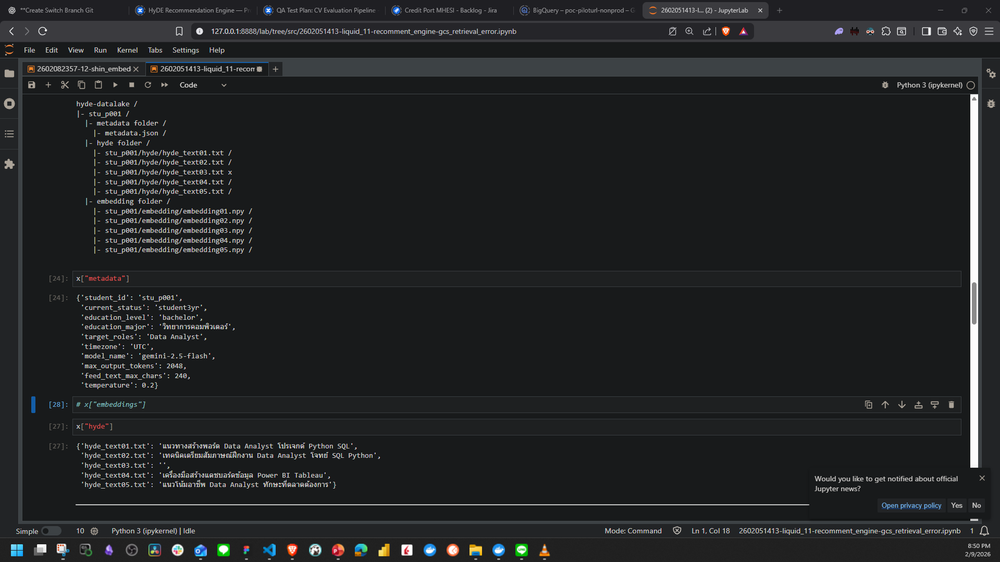 **Create Switch Branch Git
HyDE Recommendation Engine — Pr
QA Test Plan: CV Evaluation Pipeline
Credit Port MHESI - Backlog - Jira
BigQuery – poc-piloturl-nonprod – G
2602051413-l... (2) - JupyterLab
127.0.0.1:8888/lab/tree/src/2602051413-liquid_11-recomment_engine-gcs_retrieval_error.ipynb
File Edit View Run Kernel Tabs Settings Help
2602082357-12-shin_embed
2602051413-liquid_11-recom
Code
Python 3 (ipykernel)
hyde-datalake /
|- stu_p001 /
|- metadata folder /
|- metadata.json /
|- hyde folder /
|- stu_p001/hyde/hyde_text01.txt /
|- stu_p001/hyde/hyde_text02.txt /
|- stu_p001/hyde/hyde_text03.txt x
|- stu_p001/hyde/hyde_text04.txt /
|- stu_p001/hyde/hyde_text05.txt /
|- embedding folder /
|- stu_p001/embedding/embedding01.npy /
|- stu_p001/embedding/embedding02.npy /
|- stu_p001/embedding/embedding03.npy /
|- stu_p001/embedding/embedding04.npy /
|- stu_p001/embedding/embedding05.npy /
[24]: x["metadata"]
[24]: {'student_id': 'stu_p001',
'current_status': 'student3yr',
'education_level': 'bachelor',
'education_major': 'วิทยาการคอมพิวเตอร์',
'target_roles': 'Data Analyst',
'timezone': 'UTC',
'model_name': 'gemini-2.5-flash',
'max_output_tokens': 2048,
'feed_text_max_chars': 240,
'temperature': 0.2}
[28]: # x["embeddings"]
[27]: x["hyde"]
[27]: {'hyde_text01.txt': 'แนวทางสร้างพอร์ต Data Analyst โปรเจกต์ Python SQL',
'hyde_text02.txt': 'เทคนิคเตรียมสัมภาษณ์ฝึกงาน Data Analyst โจทย์ SQL Python',
'hyde_text03.txt': '',
'hyde_text04.txt': 'เครื่องมือสร้างแดชบอร์ดข้อมูล Power BI Tableau',
'hyde_text05.txt': 'แนวโน้มอาชีพ Data Analyst ทักษะที่ตลาดต้องการ'}
Would you like to get notified about official
Jupyter news?
Open privacy policy Yes No
Simple 10 Python 3 (ipykernel) | Idle
Mode: Command Ln 1, Col 18 2602051413-liquid_11-recomment_engine-gcs_retrieval_error.ipynb 1
8:50 PM
2/9/2026